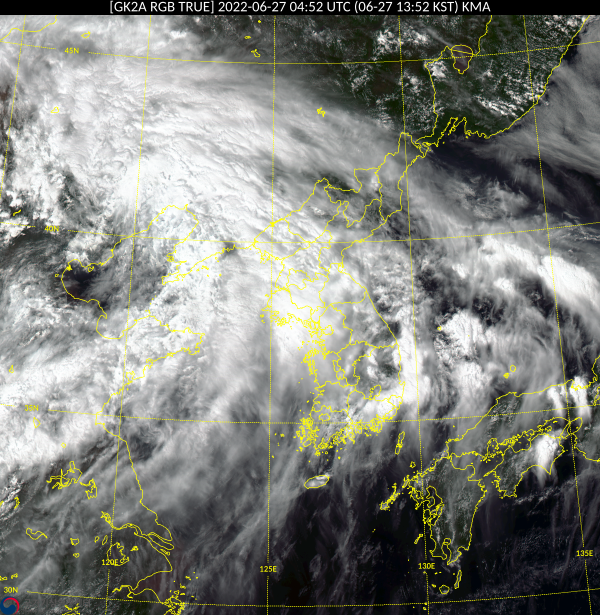 [GK2A RGB TRUE] 2022-06-27 04:52 UTC (06-27 13:52 KST) KMA
45N
40N
35N
120E
125E
130E
135E
30N